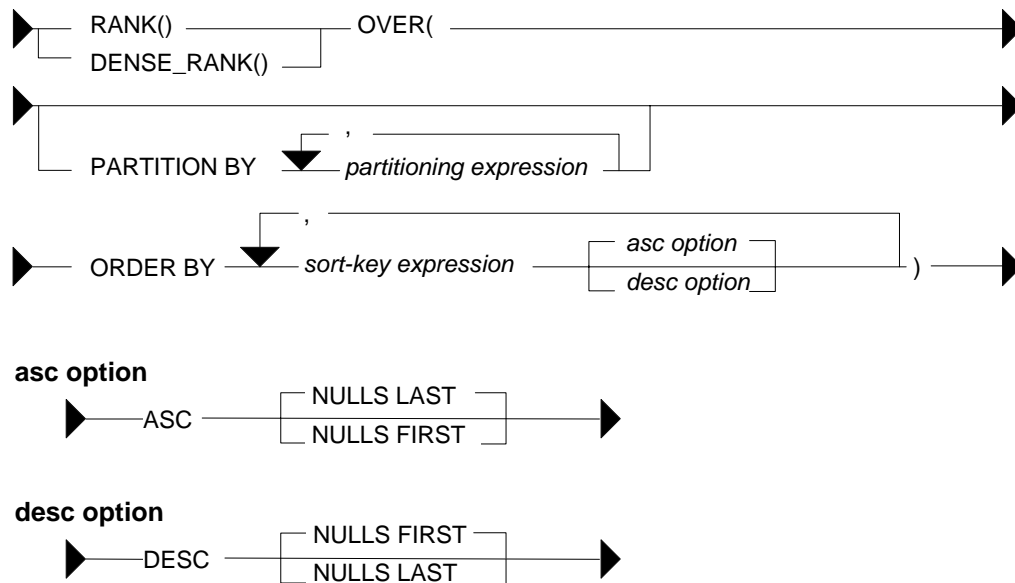 RANK() OVER(
DENSE_RANK()
,
PARTITION BY partitioning expression
,
asc option
ORDER BY sort-key expression )
desc option
asc option
NULLS LAST
ASC
NULLS FIRST
desc option
NULLS FIRST
DESC
NULLS LAST